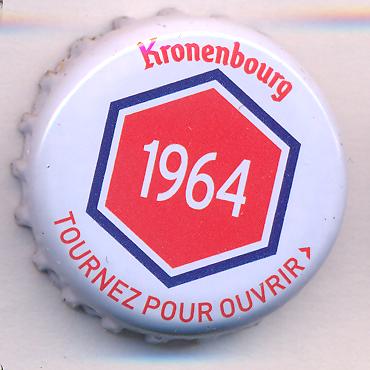 Kronenbourg
1964
TOURNEZ POUR OUVRIR >